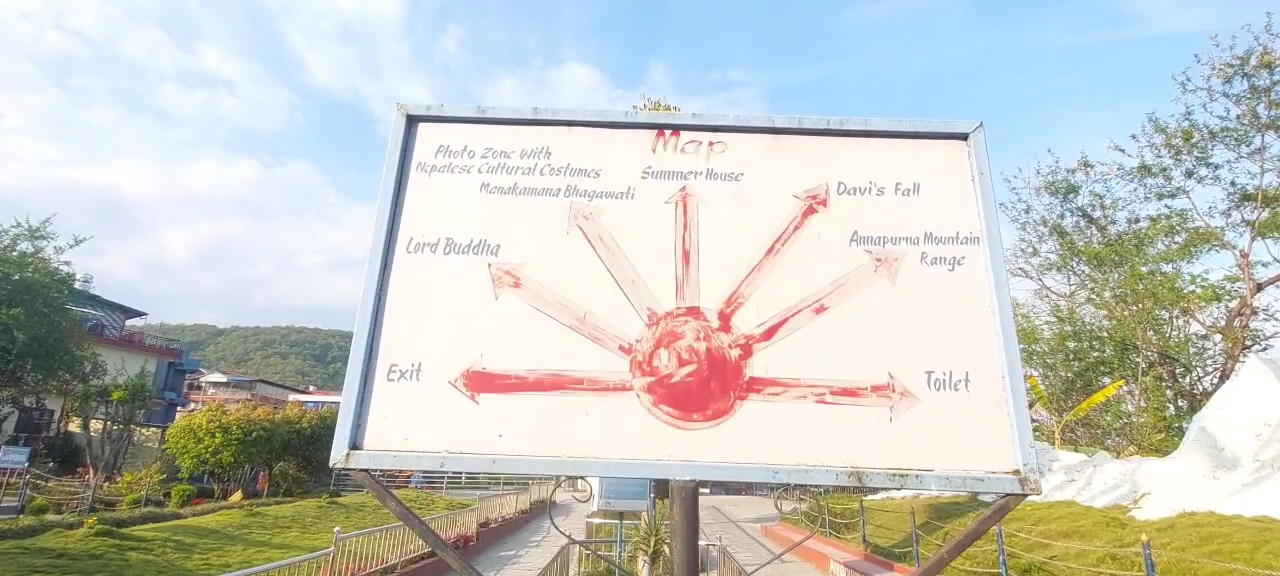 Map
Photo Zone With
Nepalese Cultural Costumes
Manakamana Bhagawati
Summer House
Davi's Fall
Lord Buddha
Annapurna Mountain
Range
Exit
Toilet